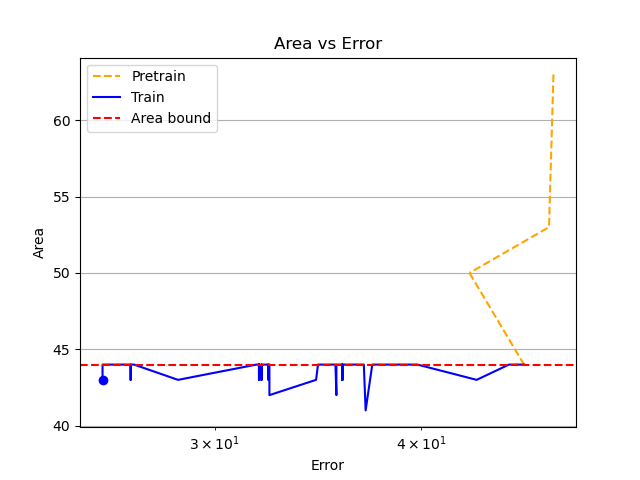 Area vs Error
Pretrain
Train
Area bound
60
55
50
45
40
Area
3 × 10¹
4 × 10¹
Error